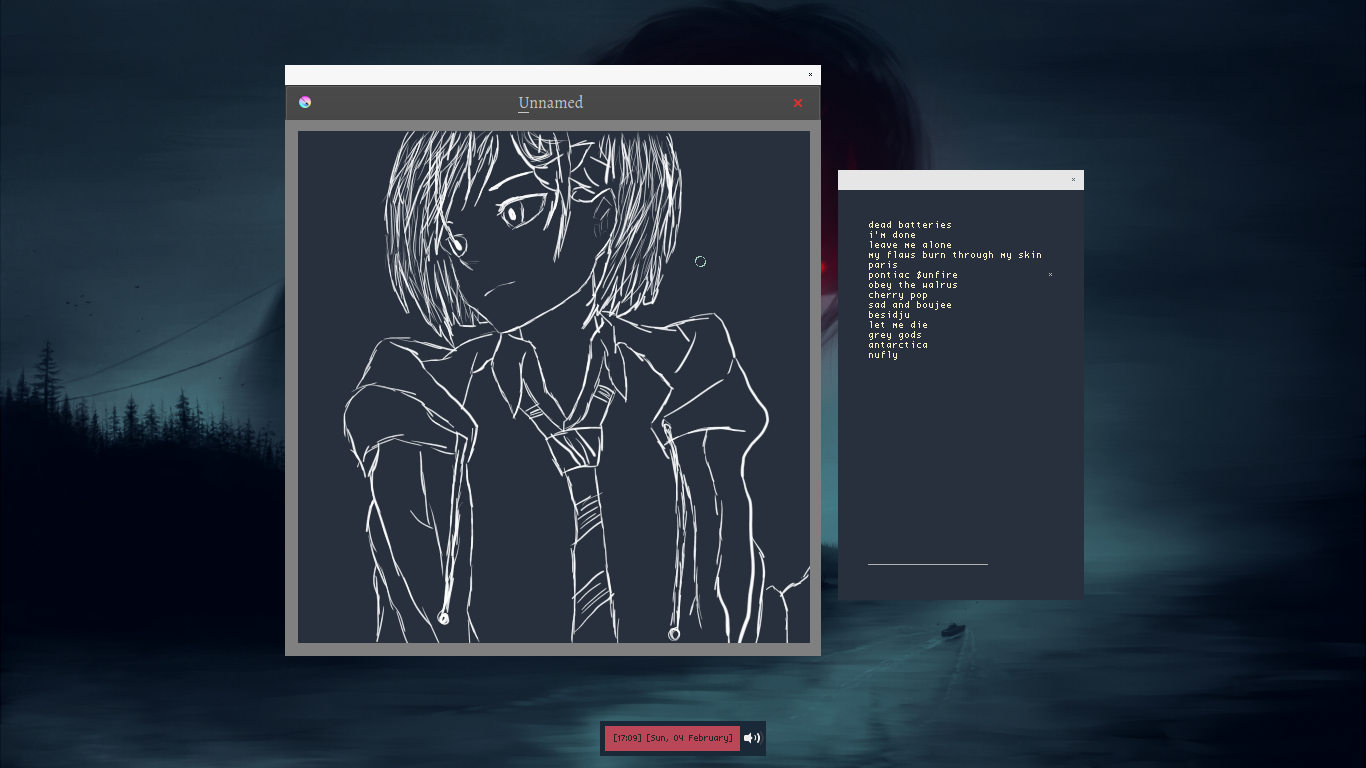 Unnamed
dead batteries
i'm done
leave me alone
my flaws burn through my skin
paris
pontiac $unfire
obey the walrus
cherry pop
sad and boujee
besidju
let me die
grey gods
antarctica
nufly
[17:09] [Sun, 04 February]